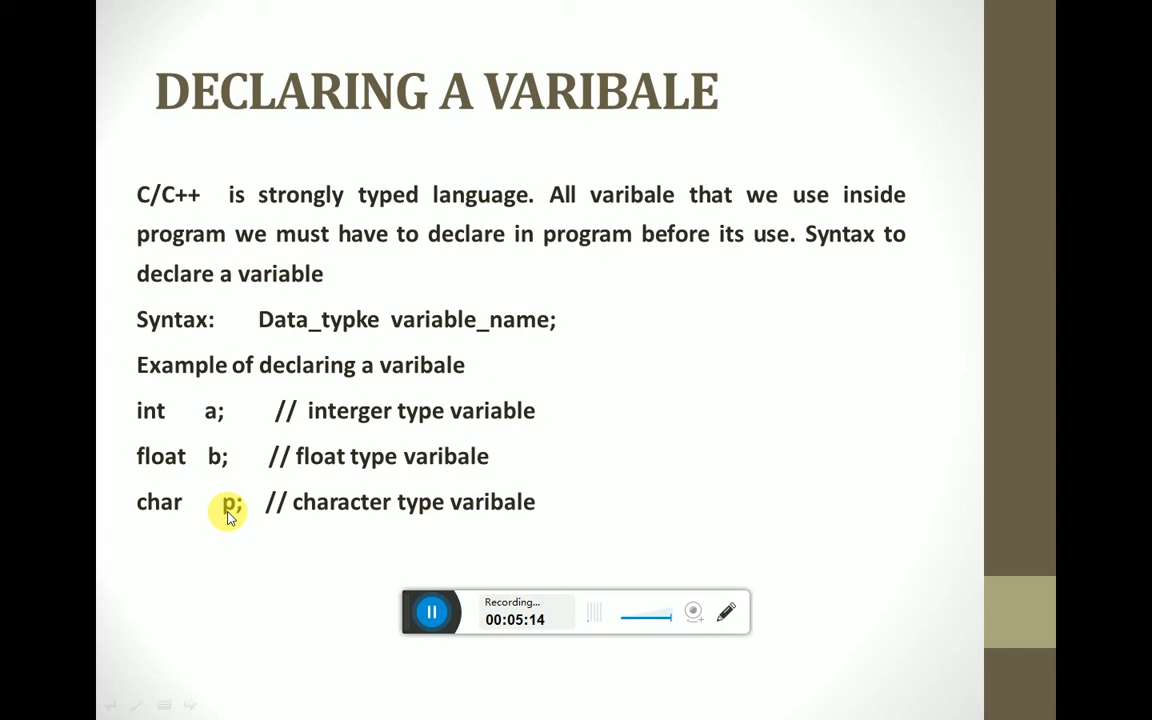 DECLARING A VARIBALE
C/C++ is strongly typed language. All varibale that we use inside
program we must have to declare in program before its use. Syntax to
declare a variable
Syntax: Data_typke variable_name;
Example of declaring a varibale
int a; // interger type variable
float b; // float type varibale
char p; // character type varibale
Recording...
00:05:14